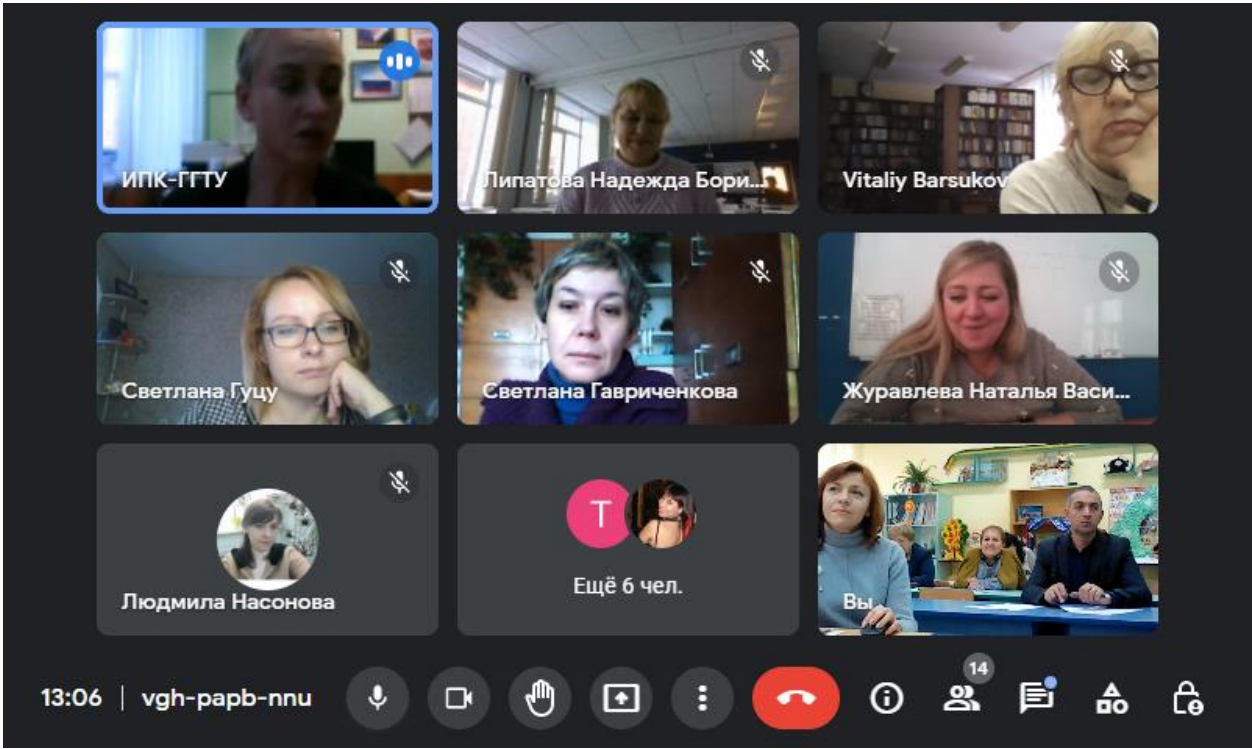 ИПК-ГГТУ
Липатова Надежда Бори...
Vitaliy Barsukov
Светлана Гуцу
Светлана Гавриченкова
Журавлева Наталья Васи...
Людмила Насонова
Т
Ещё 6 чел.
Вы
14
13:06 | vgh-papb-nnu